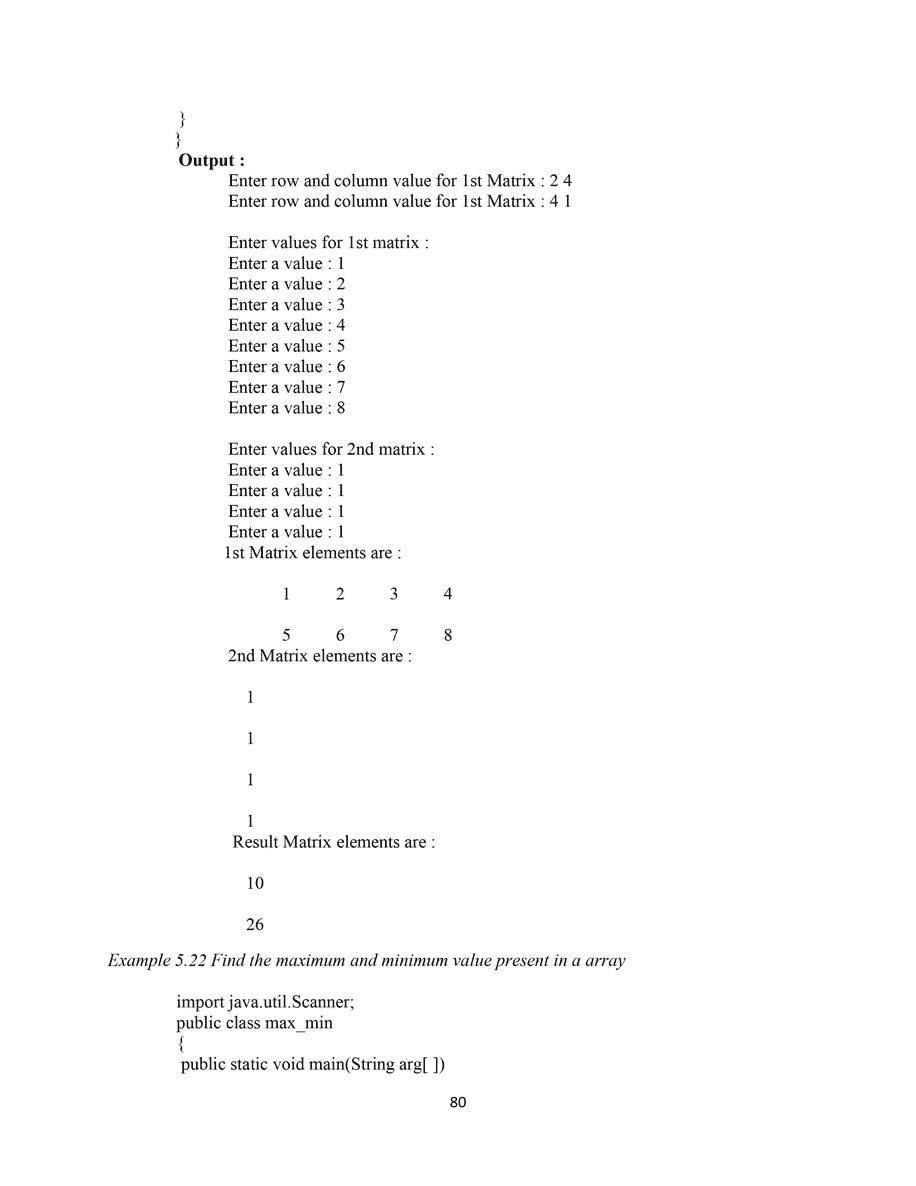 }
}
Output :
Enter row and column value for 1st Matrix : 2 4
Enter row and column value for 1st Matrix : 4 1
Enter values for 1st matrix :
Enter a value : 1
Enter a value : 2
Enter a value : 3
Enter a value : 4
Enter a value : 5
Enter a value : 6
Enter a value : 7
Enter a value : 8
Enter values for 2nd matrix :
Enter a value : 1
Enter a value : 1
Enter a value : 1
Enter a value : 1
1st Matrix elements are :
1 2 3 4
5 6 7 8
2nd Matrix elements are :
1
1
1
1
Result Matrix elements are :
10
26
Example 5.22 Find the maximum and minimum value present in a array
import java.util.Scanner;
public class max_min
{
public static void main(String arg[ ])
80